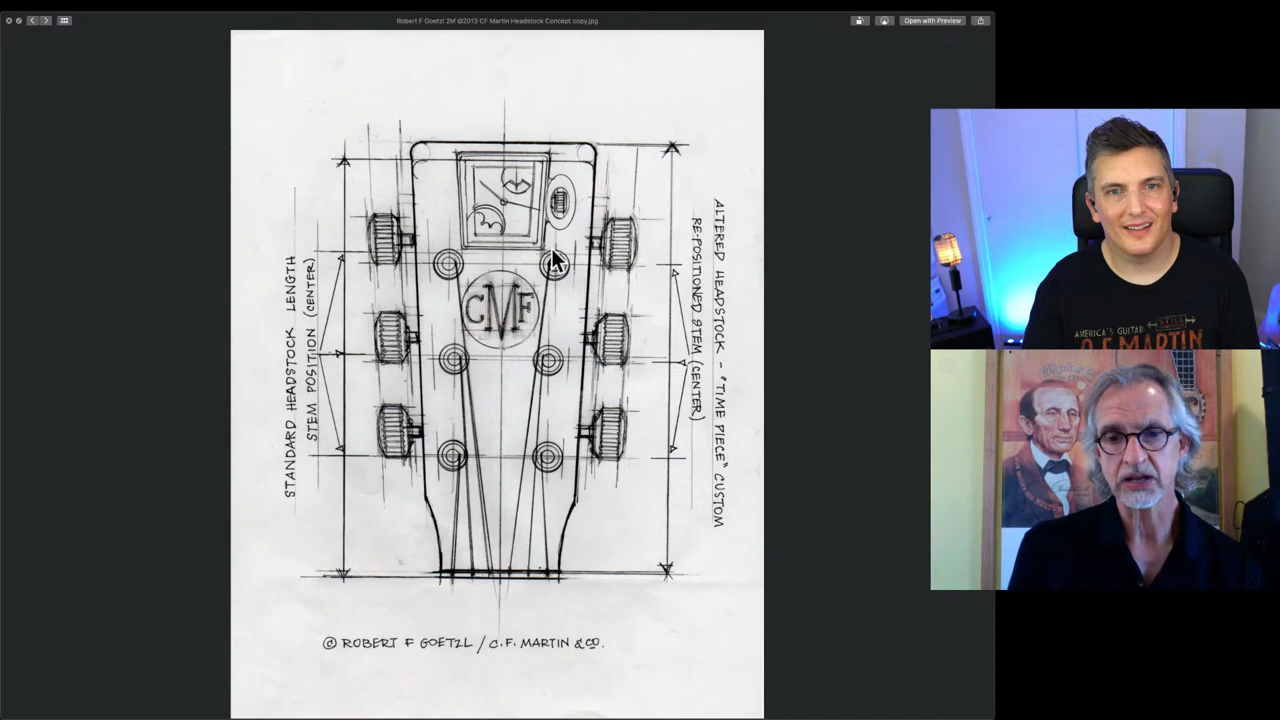 Robert F Goetzl 2M @2013 CF Martin Headstock Concept copy.jpg
Open with Preview
STANDARD HEADSTOCK LENGTH
STEM POSITION (CENTER)
CMF
ALTERED HEADSTOCK - "TIME PIECE" CUSTOM
RE:POSITIONED STEM (CENTER)
© ROBERT F GOETZL / C.F. MARTIN & CO.
AMERICA'S GUITAR
STILL
C.F. MARTIN